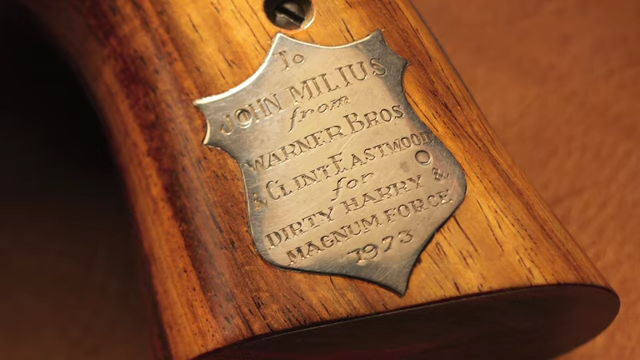 To
JOHN MILIUS
from
WARNER BROS
& CLINT EASTWOOD
for
DIRTY HARRY &
MAGNUM FORCE
1973